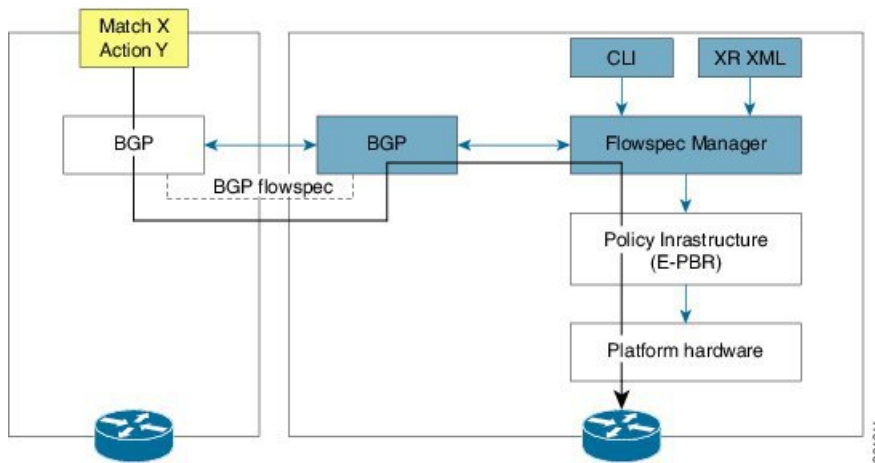 Match X
Action Y
CLI
XR XML
BGP
BGP
Flowspec Manager
BGP flowspec
Policy Inrastructure
(E-PBR)
Platform hardware